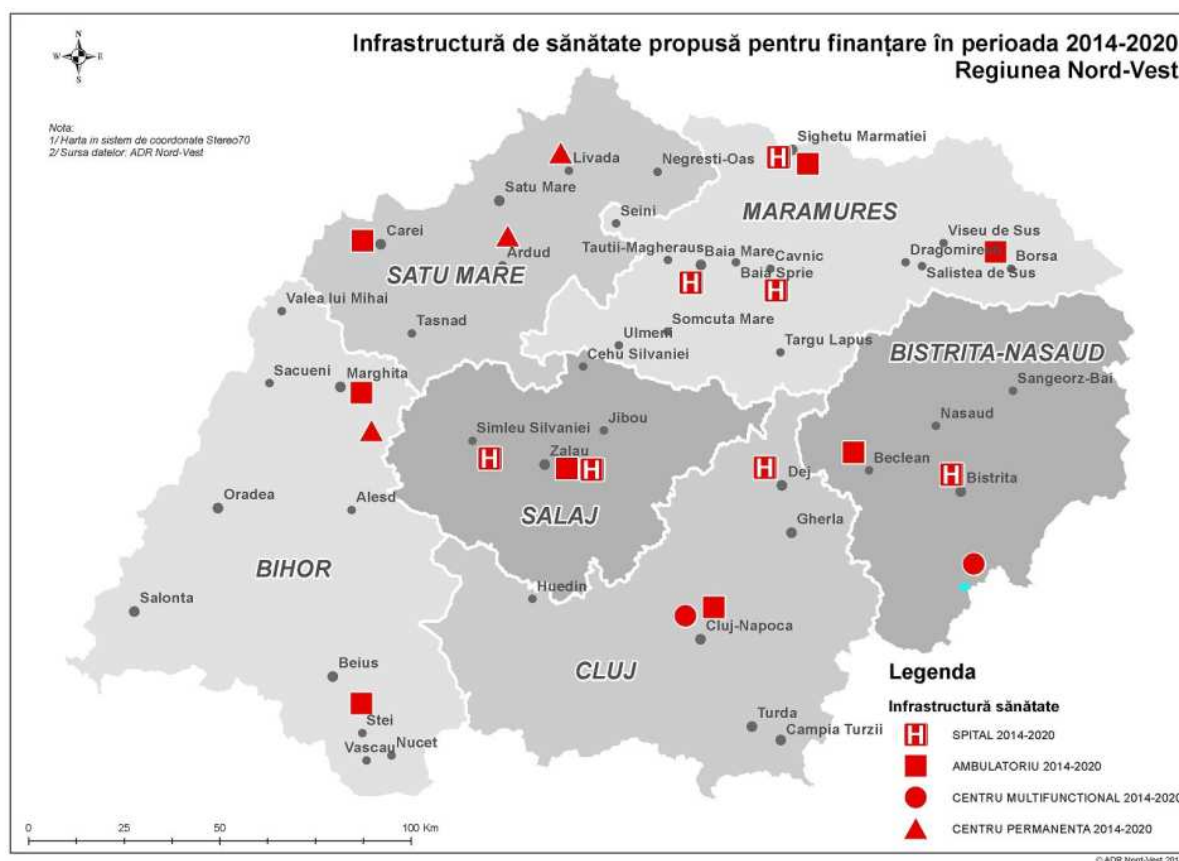 Infrastructură de sănătate propusă pentru finanțare în perioada 2014-2020
Regiunea Nord-Vest
N
W E
S
Nota:
1/ Harta in sistem de coordonate Stereo70
2/ Sursa datelor: ADR Nord-Vest
Sighetu Marmatiei
H
Livada
Negresti-Oas
Satu Mare
Seini
MARAMURES
Carei
Ardud
Viseu de Sus
Tautii-Magheraus
Baia Mare
Cavnic
Borsa
SATU MARE
H
Baia Sprie
H
Salistea de Sus
Valea lui Mihai
Tasnad
Somcuta Mare
Ulmeni
Targu Lapus
BISTRITA-NASAUD
Cehu Silvaniei
Sacueni
Marghita
Sangeorz-Bai
Jibou
Nasaud
Simleu Silvaniei
H
Zalau
H
H
Dej
Beclean
H
Bistrita
Oradea
Alesd
SALAJ
Gherla
BIHOR
Huedin
Salonta
Cluj-Napoca
Beius
CLUJ
Stei
Vascau
Nucet
Turda
Campia Turzii
Legenda
Infrastructură sănătate
H SPITAL 2014-2020
AMBULATORIU 2014-2020
CENTRU MULTIFUNCTIONAL 2014-2020
CENTRU PERMANENTA 2014-2020
0 25 50 100 Km
© ADR Nord-Vest